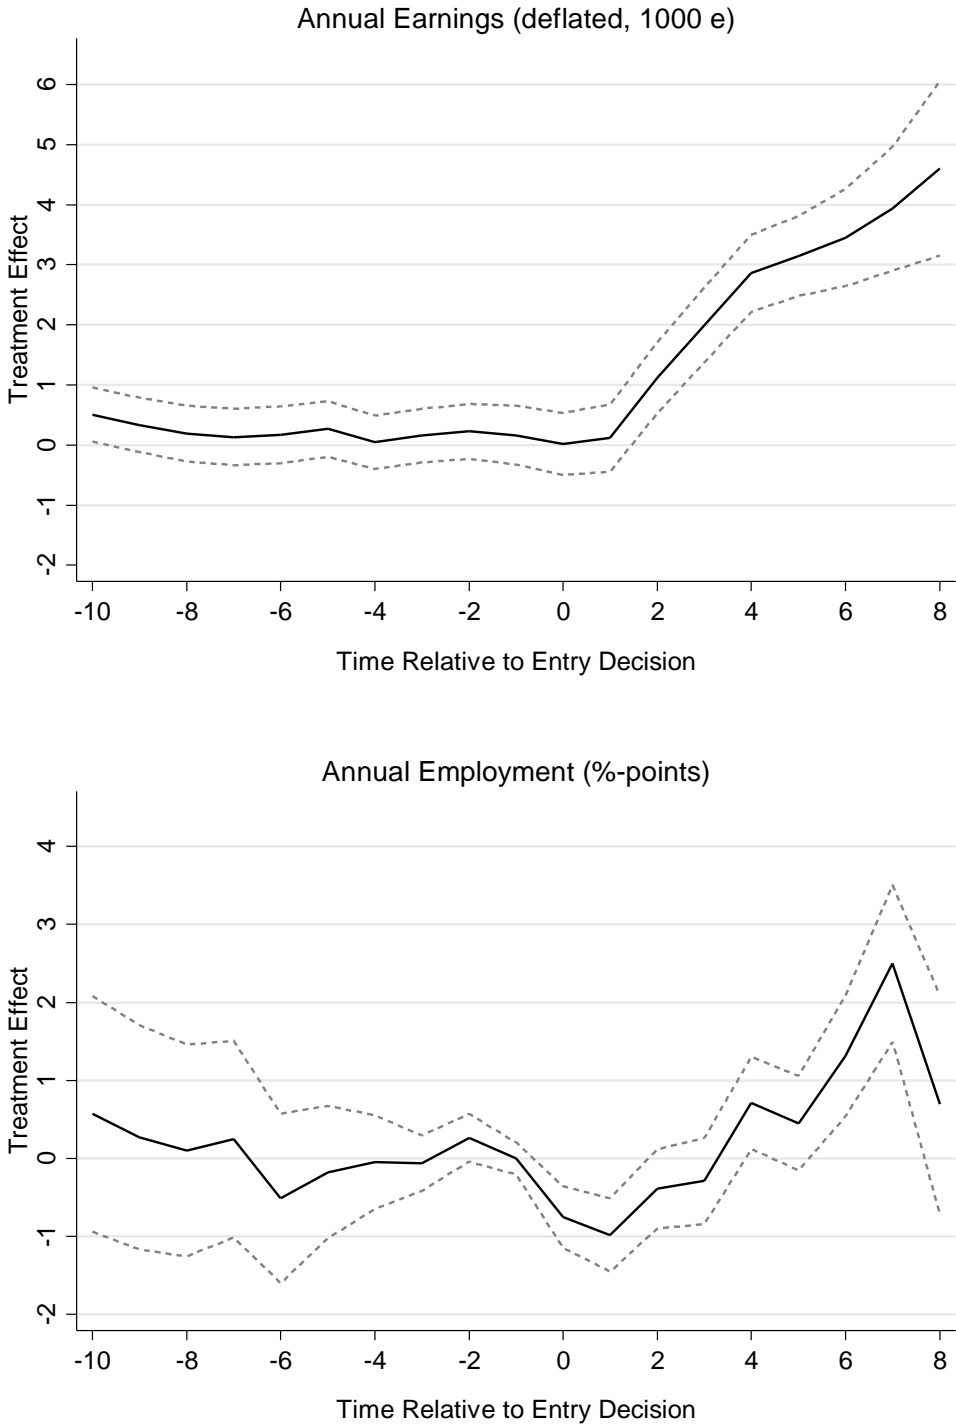 Annual Earnings (deflated, 1000 e)
Treatment Effect
6
5
4
3
2
1
0
-1
-2
-10 -8 -6 -4 -2 0 2 4 6 8
Time Relative to Entry Decision
Annual Employment (%-points)
Treatment Effect
4
3
2
1
0
-1
-2
-10 -8 -6 -4 -2 0 2 4 6 8
Time Relative to Entry Decision